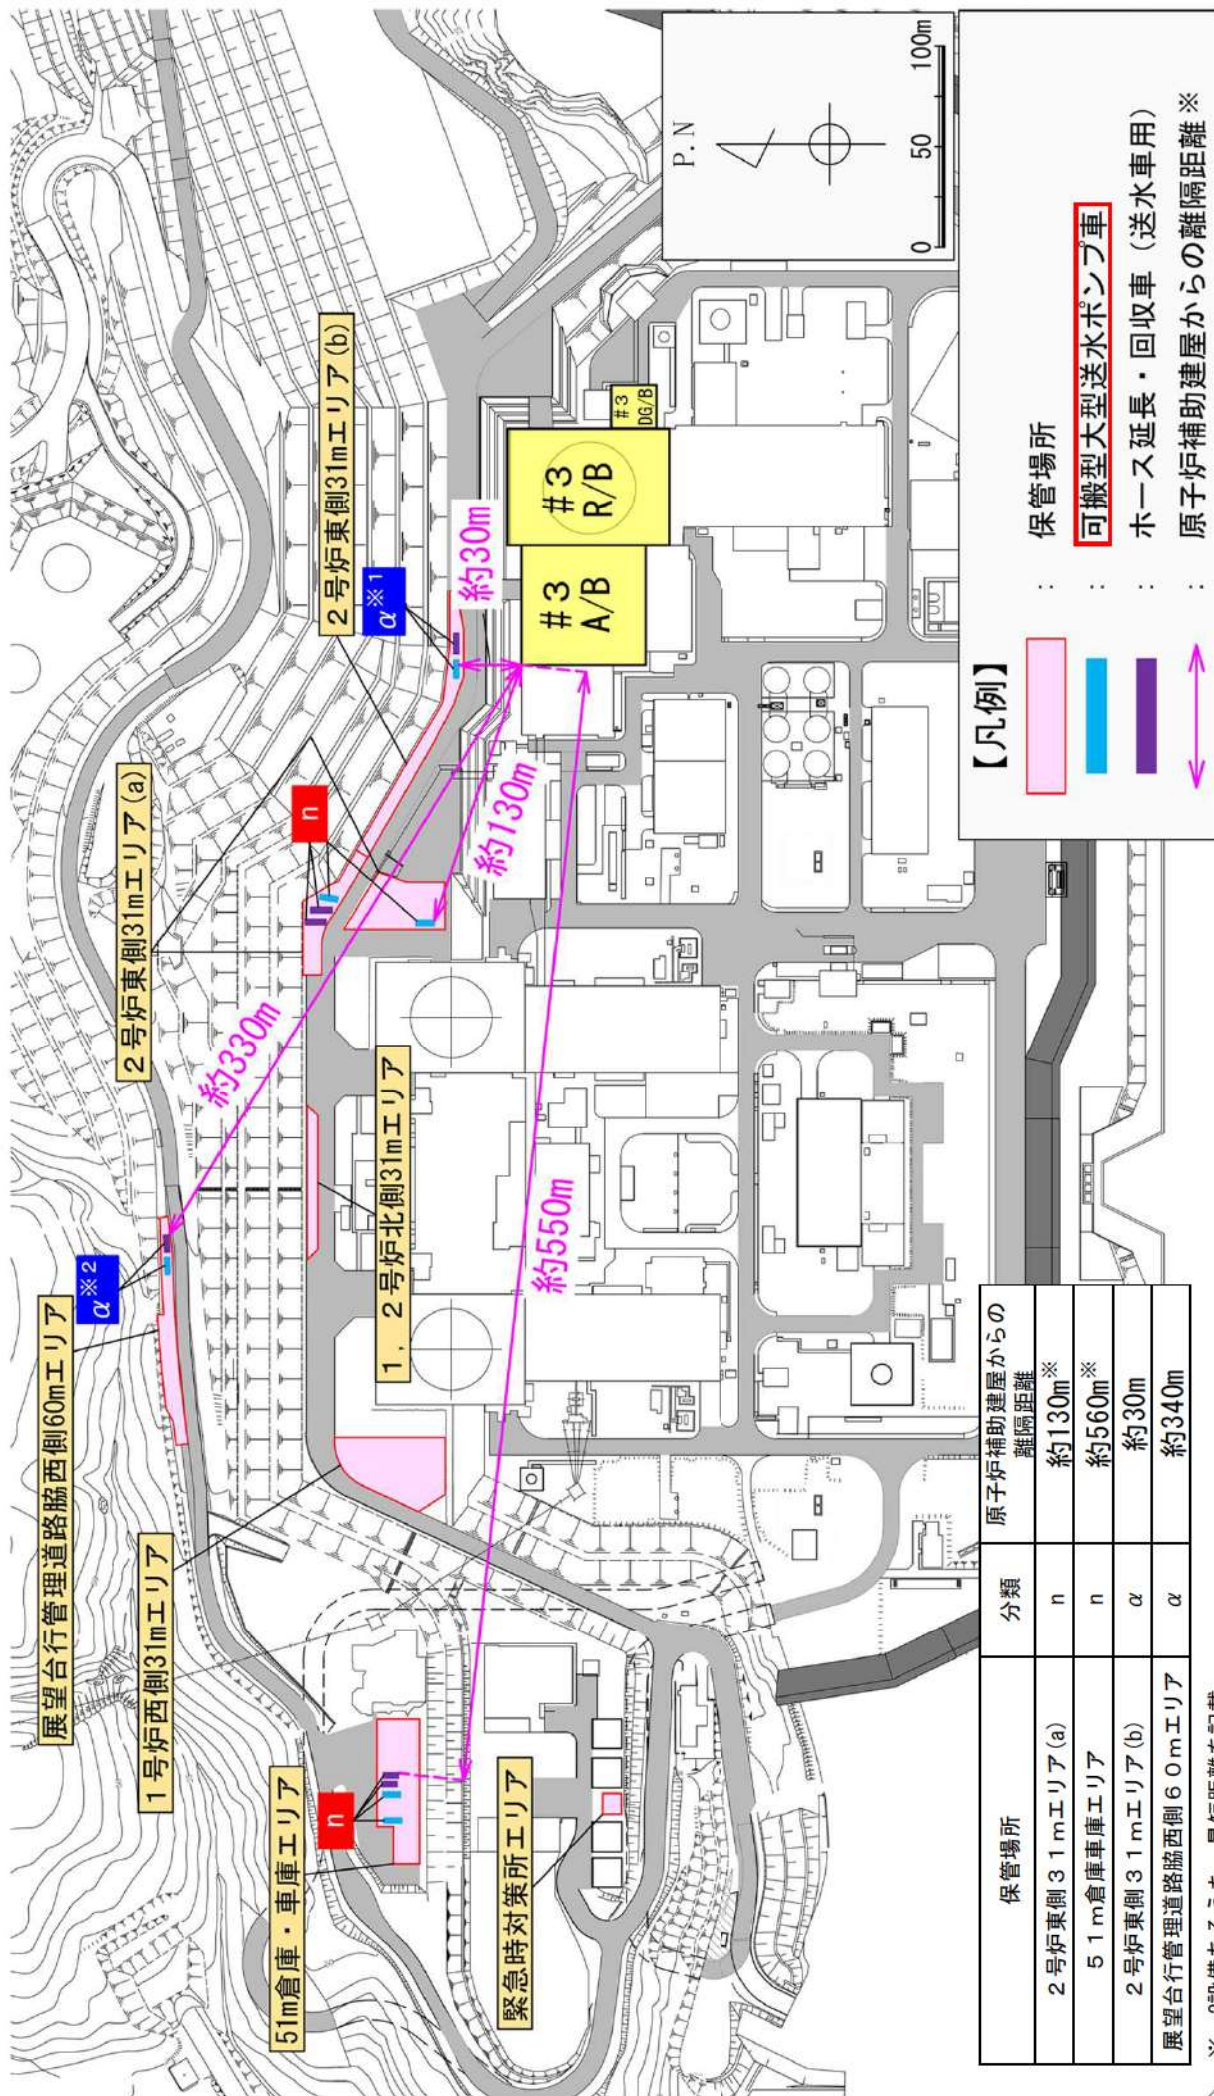 展望台行管理道路脇西側60mエリア
α※2
2号炉東側31mエリア(a)
1号炉西側31mエリア
約330m
51m倉庫・車庫エリア
n
n
2号炉東側31mエリア(b)
α※1
1，2号炉北側31mエリア
緊急時対策所エリア
約550m
約130m
約30m
#3
A/B
#3
R/B
#3
DG/B
P.N
0 50 100m
【凡例】
： 保管場所
： 可搬型大型送水ポンプ車
： ホース延長・回収車（送水車用）
： 原子炉補助建屋からの離隔距離※
保管場所 分類 原子炉補助建屋からの
離隔距離
2号炉東側31mエリア(a) n 約130m※
51m倉庫車庫エリア n 約560m※
2号炉東側31mエリア(b) α 約30m
展望台行管理道路脇西側60mエリア α 約340m